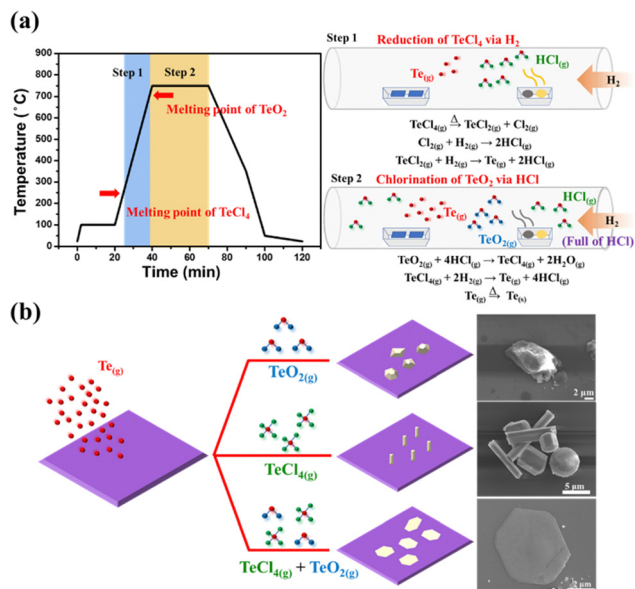 (a)
Temperature (°C)
900
800
700
600
500
400
300
200
100
0
0 20 40 60 80 100 120
Time (min)
Step 1 Step 2
Melting point of TeO2
Melting point of TeCl4
Step 1
Reduction of TeCl4 via H2
HCl(g)
Te(g)
H2
TeCl4(g) Δ→ TeCl2(g) + Cl2(g)
Cl2(g) + H2(g) → 2HCl(g)
TeCl2(g) + H2(g) → Te(g) + 2HCl(g)
Step 2
Chlorination of TeO2 via HCl
HCl(g)
Te(g)
H2
TeO2(g)
(Full of HCl)
TeO2(g) + 4HCl(g) → TeCl4(g) + 2H2O(g)
TeCl4(g) + 2H2(g) → Te(g) + 4HCl(g)
Te(g) Δ→ Te(s)
(b)
Te(g)
TeO2(g)
2 μm
TeCl4(g)
5 μm
TeCl4(g) + TeO2(g)
2 μm